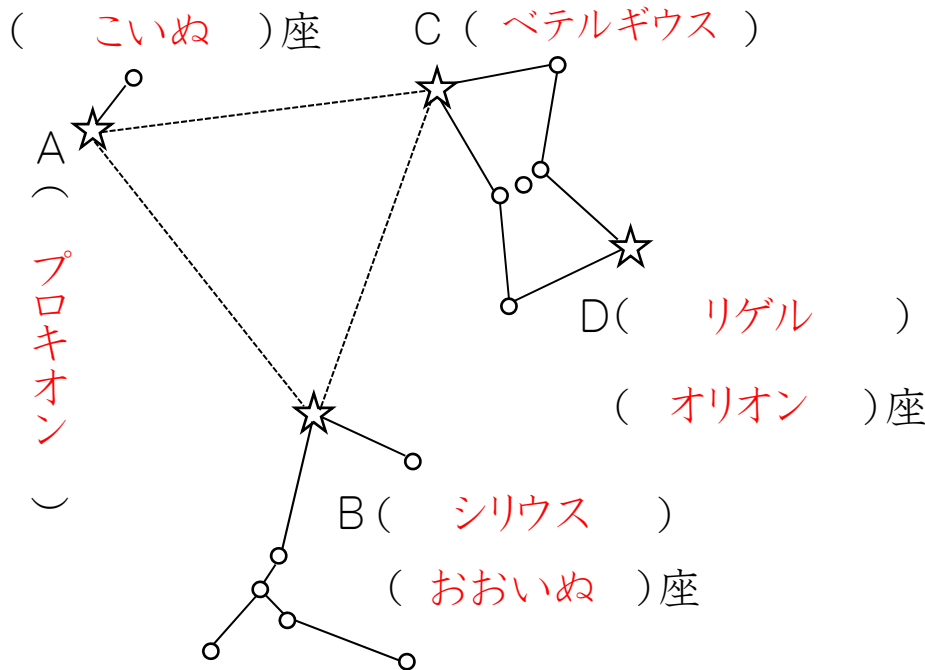 ( こいぬ )座
C ( ベテルギウス )
A
( プロキオン )
D( リゲル )
( オリオン )座
B( シリウス )
( おおいぬ )座